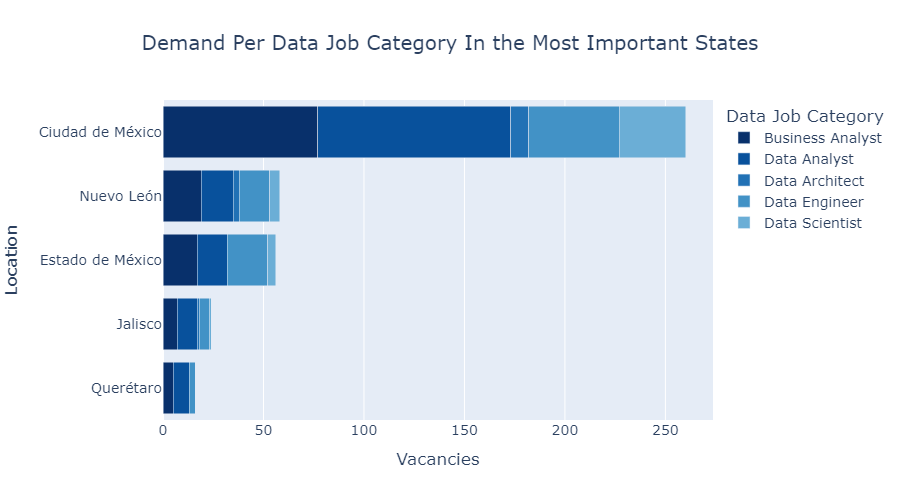 Demand Per Data Job Category In the Most Important States
Data Job Category
Business Analyst
Data Analyst
Data Architect
Data Engineer
Data Scientist
Location
Ciudad de México
Nuevo León
Estado de México
Jalisco
Querétaro
0 50 100 150 200 250
Vacancies